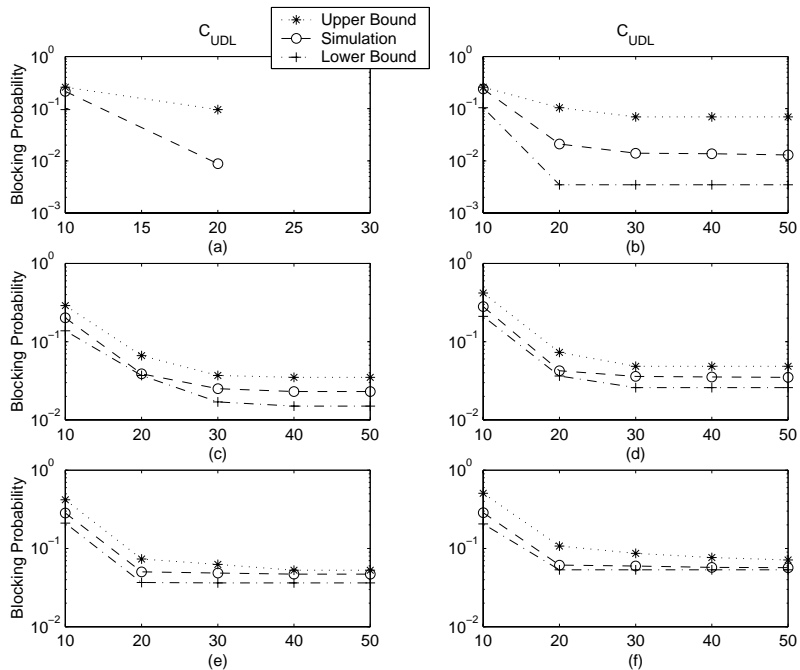 Upper Bound
Simulation
Lower Bound
C_UDL
C_UDL
Blocking Probability
10^0
10^-1
10^-2
10^-3
10 15 20 25 30
(a)
10^0
10^-1
10^-2
10^-3
10 20 30 40 50
(b)
Blocking Probability
10^0
10^-1
10^-2
10 20 30 40 50
(c)
10^0
10^-1
10^-2
10 20 30 40 50
(d)
Blocking Probability
10^0
10^-1
10^-2
10 20 30 40 50
(e)
10^0
10^-1
10^-2
10 20 30 40 50
(f)